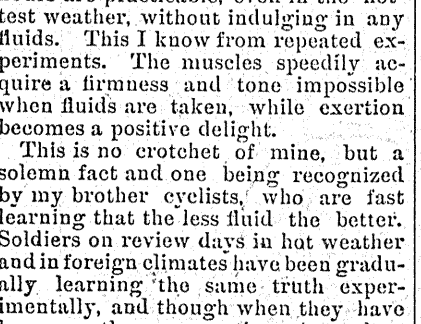 are practicable, even in the hot-
test weather, without indulging in any
fluids. This I know from repeated ex-
periments. The muscles speedily ac-
quire a firmness and tone impossible
when fluids are taken, while exertion
becomes a positive delight.
This is no crotchet of mine, but a
solemn fact and one being recognized
by my brother cyclists, who are fast
learning that the less fluid the better.
Soldiers on review days in hot weather
and in foreign climates have been gradu-
ally learning the same truth exper-
imentally, and though when they have